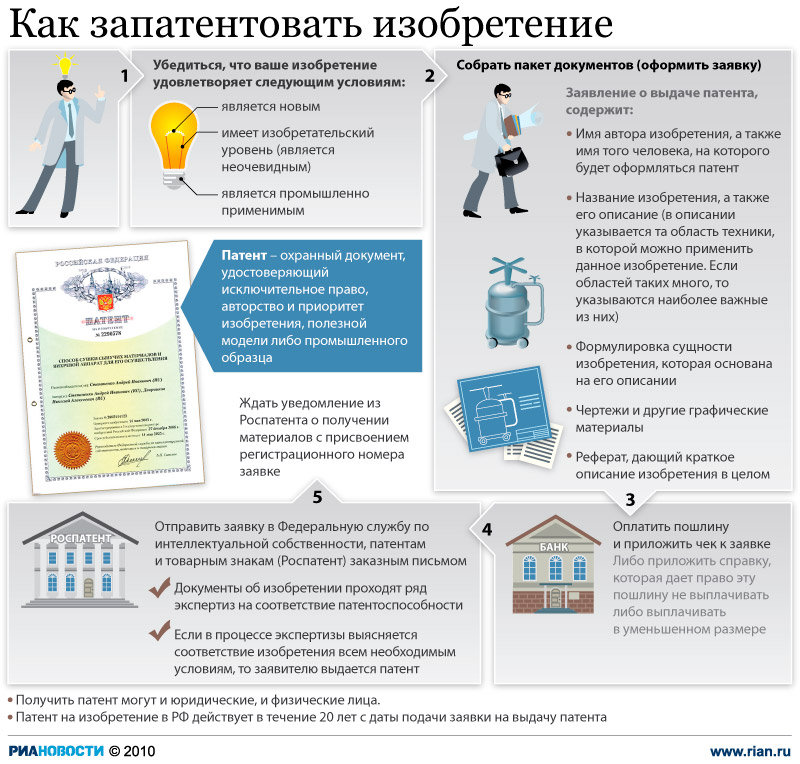 Как запатентовать изобретение
1
Убедиться, что ваше изобретение
удовлетворяет следующим условиям:
является новым
имеет изобретательский
уровень (является
неочевидным)
является промышленно
применимым
2
Собрать пакет документов (оформить заявку)
Заявление о выдаче патента,
содержит:
• Имя автора изобретения, а также
имя того человека, на которого
будет оформляться патент
• Название изобретения, а также
его описание (в описании
указывается та область техники,
в которой можно применить
данное изобретение. Если
областей таких много, то
указываются наиболее важные
из них)
• Формулировка сущности
изобретения, которая основана
на его описании
• Чертежи и другие графические
материалы
• Реферат, дающий краткое
описание изобретения в целом
РОССИЙСКАЯ ФЕДЕРАЦИЯ
ПАТЕНТ
№ 2290578
СПОСОБ СУШКИ СЫПУЧИХ МАТЕРИАЛОВ И
ВИХРЕВОЙ АППАРАТ ДЛЯ ЕГО ОСУЩЕСТВЛЕНИЯ
Патент – охранный документ,
удостоверяющий
исключительное право,
авторство и приоритет
изобретения, полезной
модели либо промышленного
образца
Ждать уведомление из
Роспатента о получении
материалов с присвоением
регистрационного номера
заявке
3
БАНК
Оплатить пошлину
и приложить чек к заявке
Либо приложить справку,
которая дает право эту
пошлину не выплачивать
либо выплачивать
в уменьшенном размере
4
РОСПАТЕНТ
Отправить заявку в Федеральную службу по
интеллектуальной собственности, патентам
и товарным знакам (Роспатент) заказным письмом
Документы об изобретении проходят ряд
экспертиз на соответствие патентоспособности
Если в процессе экспертизы выясняется
соответствие изобретения всем необходимым
условиям, то заявителю выдается патент
5
• Получить патент могут и юридические, и физические лица.
• Патент на изобретение в РФ действует в течение 20 лет с даты подачи заявки на выдачу патента
РИАНОВОСТИ © 2010
www.rian.ru